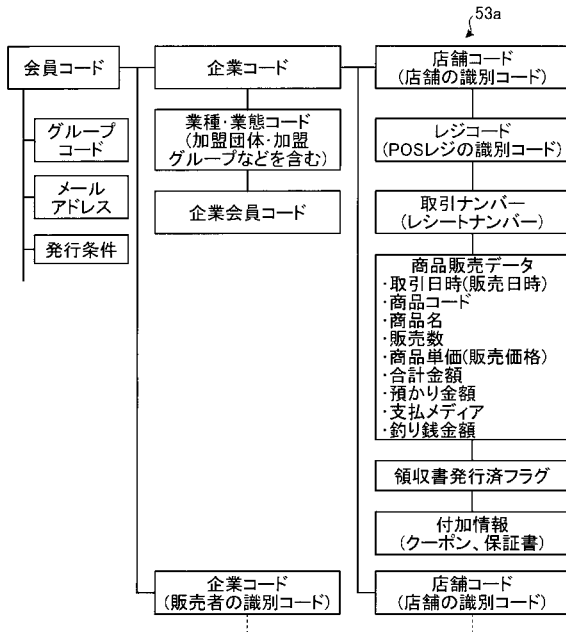 53a
会員コード
グループ
コード
メール
アドレス
発行条件
企業コード
業種・業態コード
(加盟団体・加盟
グループなどを含む)
企業会員コード
企業コード
(販売者の識別コード)
店舗コード
(店舗の識別コード)
レジコード
(POSレジの識別コード)
取引ナンバー
(レシートナンバー)
商品販売データ
・取引日時(販売日時)
・商品コード
・商品名
・販売数
・商品単価(販売価格)
・合計金額
・預かり金額
・支払メディア
・釣り銭金額
領収書発行済フラグ
付加情報
(クーポン、保証書)
店舗コード
(店舗の識別コード)